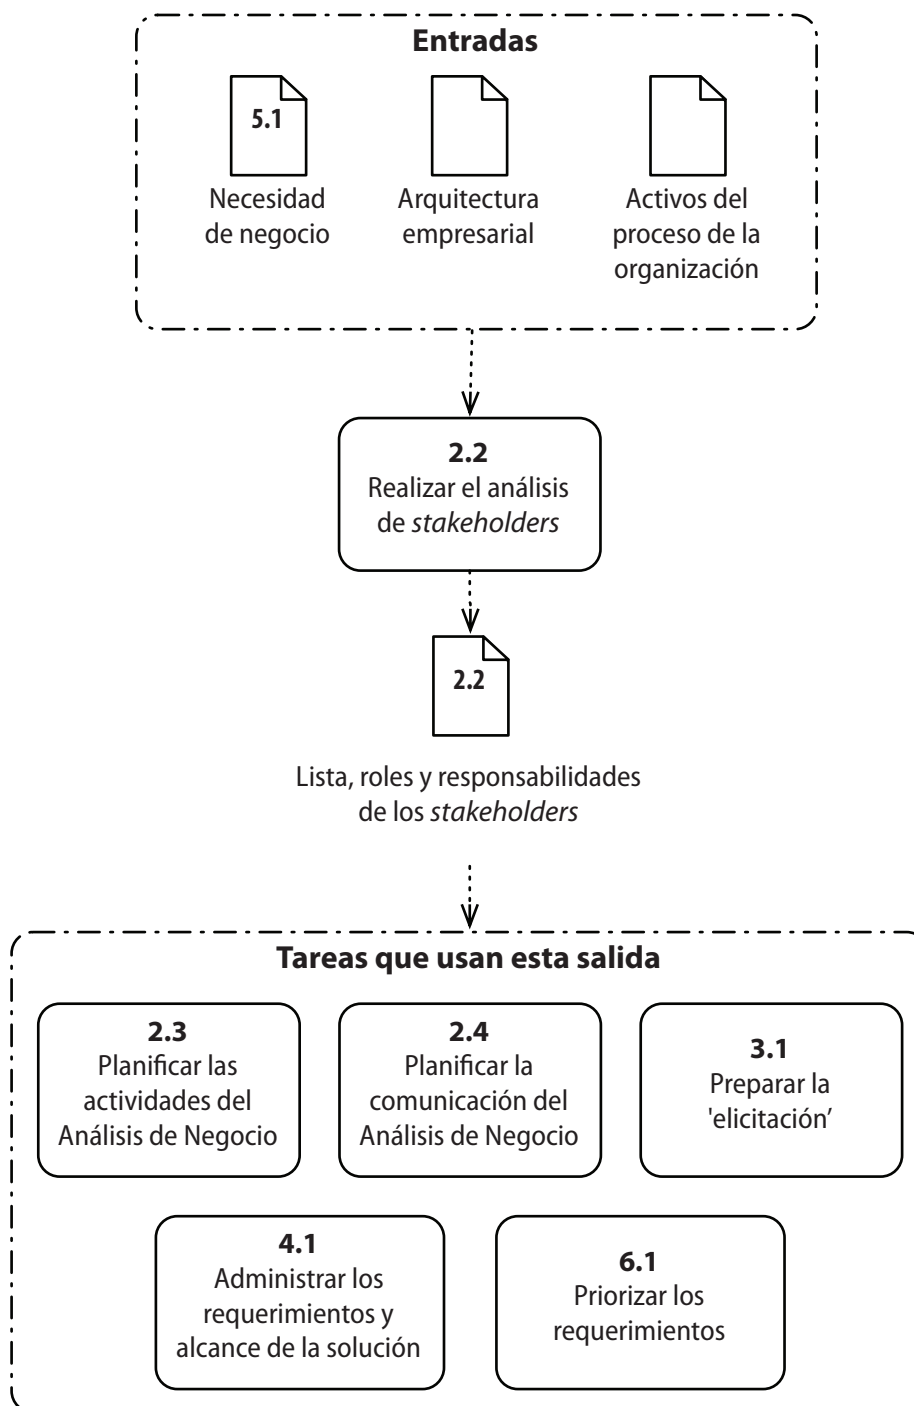 Entradas
5.1
Necesidad
de negocio
Arquitectura
empresarial
Activos del
proceso de la
organización
2.2
Realizar el análisis
de stakeholders
2.2
Lista, roles y responsabilidades
de los stakeholders
Tareas que usan esta salida
2.3
Planificar las
actividades del
Análisis de Negocio
2.4
Planificar la
comunicación del
Análisis de Negocio
3.1
Preparar la
'elicitación’
4.1
Administrar los
requerimientos y
alcance de la solución
6.1
Priorizar los
requerimientos